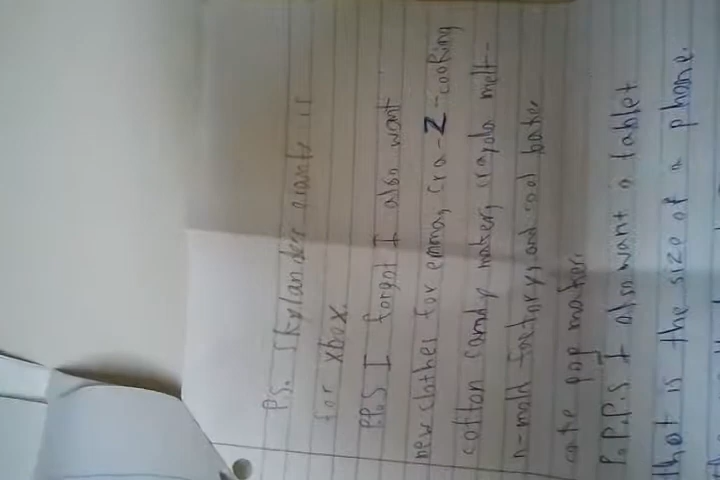 P.S. Skylanders giants is
for xbox.
P.P.S I forgot I also want
new clothes for emma, cra-Z-cooking
cotton candy maker, crayola melt-
n-mold factory, and cool bake
cake pop maker.
P.P.P.S I also want a tablet
that is the size of a phone.